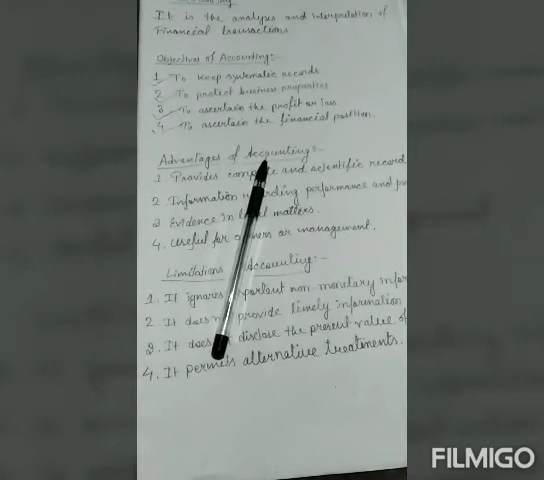 It is the analyses and interpretation of
Financial transactions
Objectives of Accounting:-
1 To keep systematic records
2 To protect business properties
3 To ascertain the profit or loss
4 To ascertain the financial position.
Advantages of Accounting:-
1 Provides and scientific record
2 Information performance and
3 Evidence in matters.
4. Useful for owners or management.
Limitations Accounting:-
1. It ignores non-monetary
2. It does provide timely information
3. It does disclose the present value of
4. It permits alternative treatments.
FILMIGO